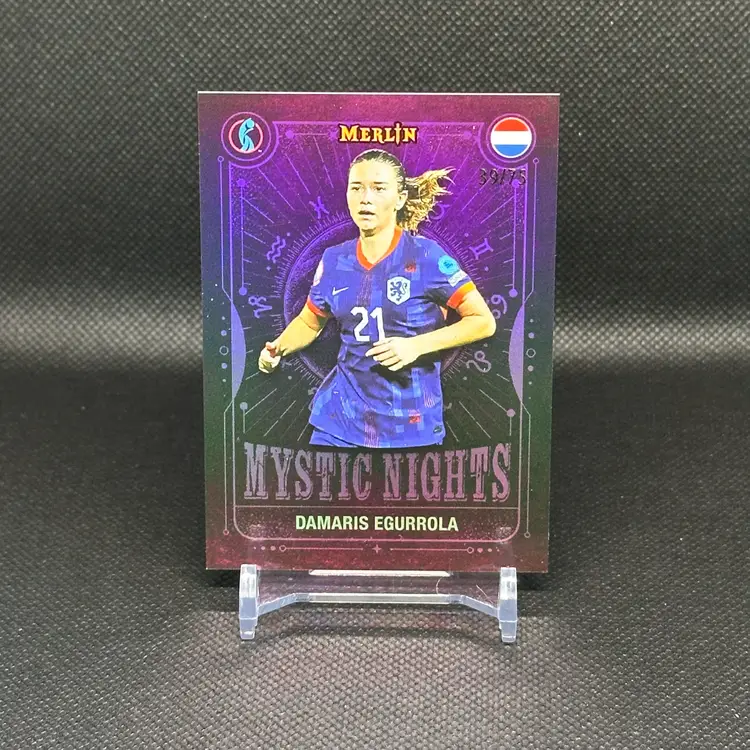 MERLIN
39/75
21
MYSTIC NIGHTS
DAMARIS EGURROLA